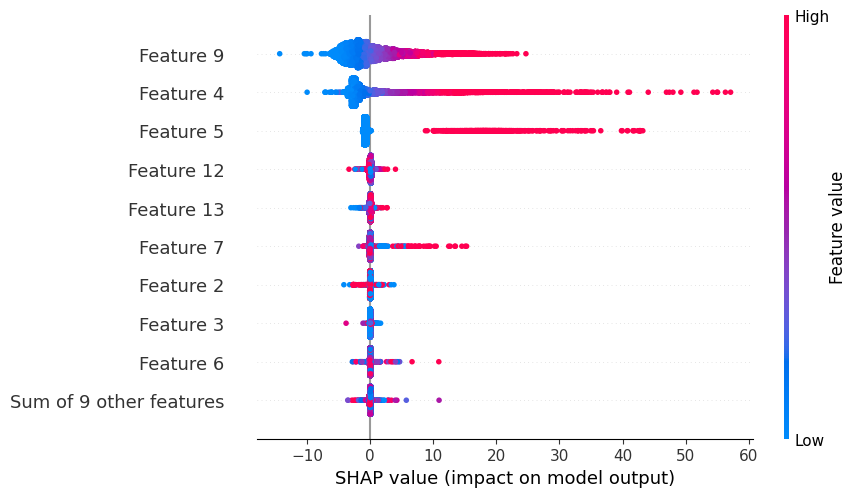 High
Feature 9
Feature 4
Feature 5
Feature 12
Feature 13
Feature 7
Feature 2
Feature 3
Feature 6
Sum of 9 other features
Feature value
Low
−10 0 10 20 30 40 50 60
SHAP value (impact on model output)